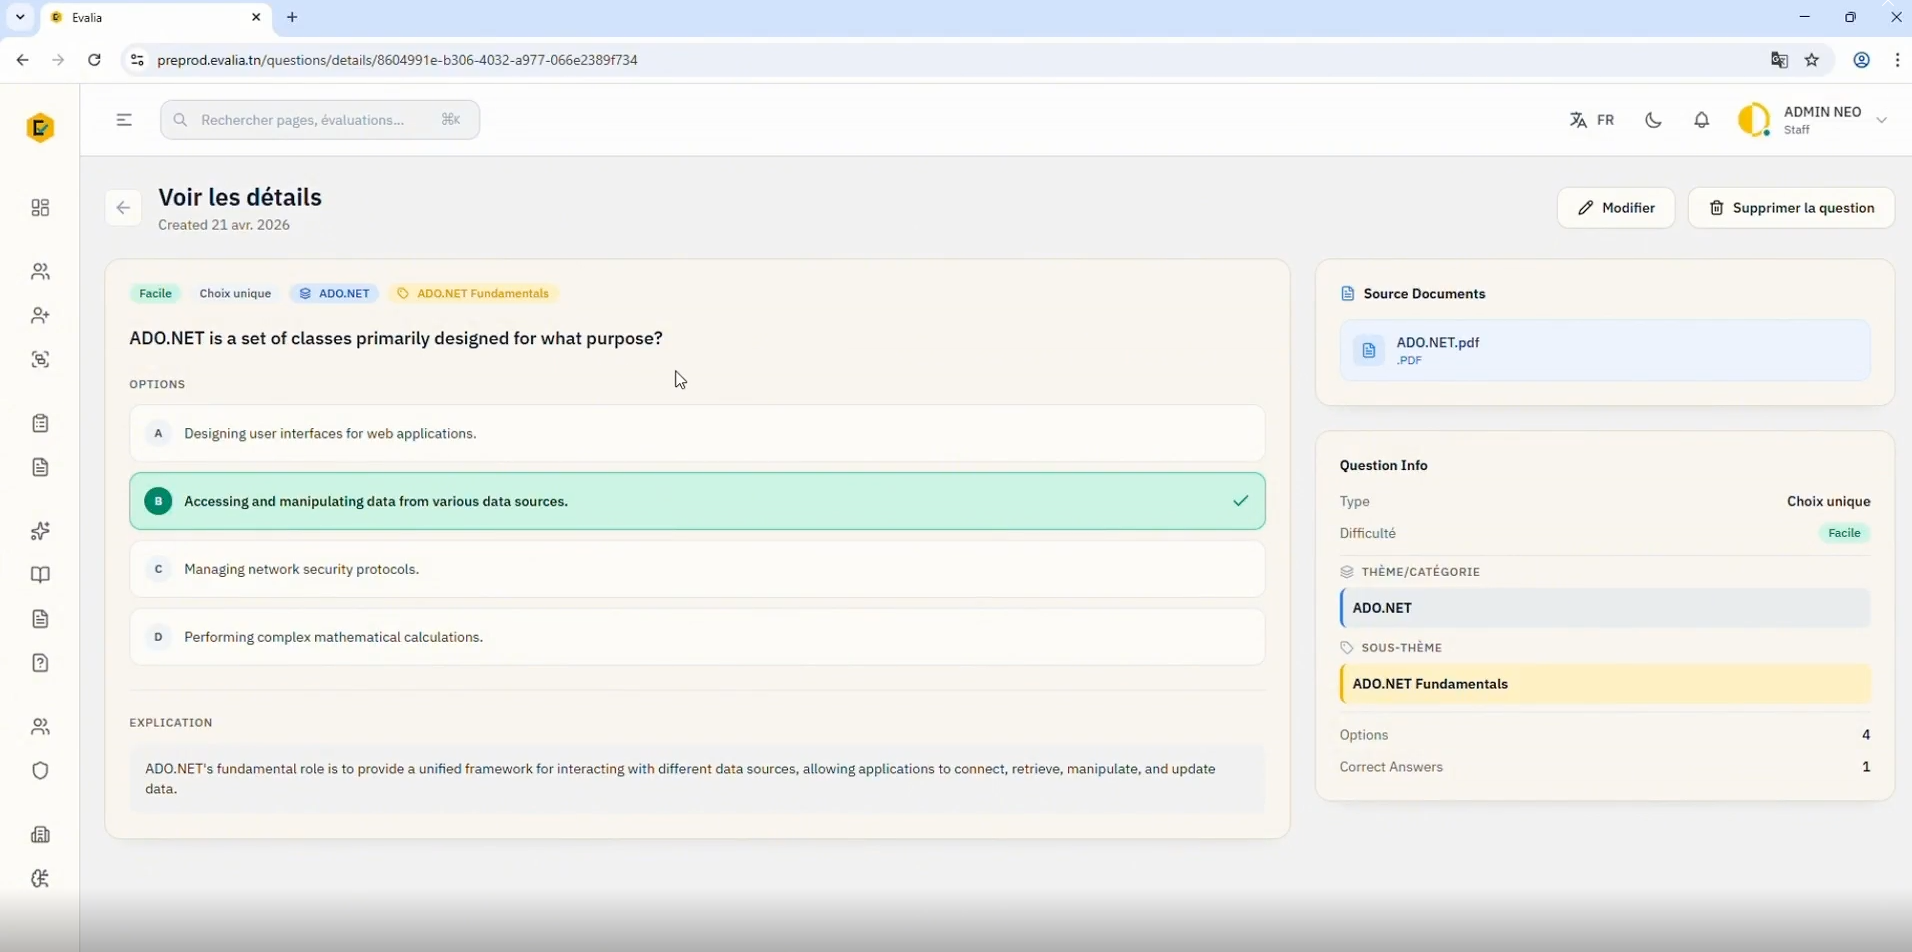 Evalia
preprod.evalia.tn/questions/details/8604991e-b306-4032-a977-066e2389f734
Rechercher pages, évaluations... ⌘K
FR
ADMIN NEO
Staff
Voir les détails
Created 21 avr. 2026
Modifier
Supprimer la question
Facile Choix unique ADO.NET ADO.NET Fundamentals
ADO.NET is a set of classes primarily designed for what purpose?
OPTIONS
A Designing user interfaces for web applications.
B Accessing and manipulating data from various data sources.
C Managing network security protocols.
D Performing complex mathematical calculations.
EXPLICATION
ADO.NET's fundamental role is to provide a unified framework for interacting with different data sources, allowing applications to connect, retrieve, manipulate, and update
data.
Source Documents
ADO.NET.pdf
.PDF
Question Info
Type Choix unique
Difficulté Facile
THÈME/CATÉGORIE
ADO.NET
SOUS-THÈME
ADO.NET Fundamentals
Options 4
Correct Answers 1